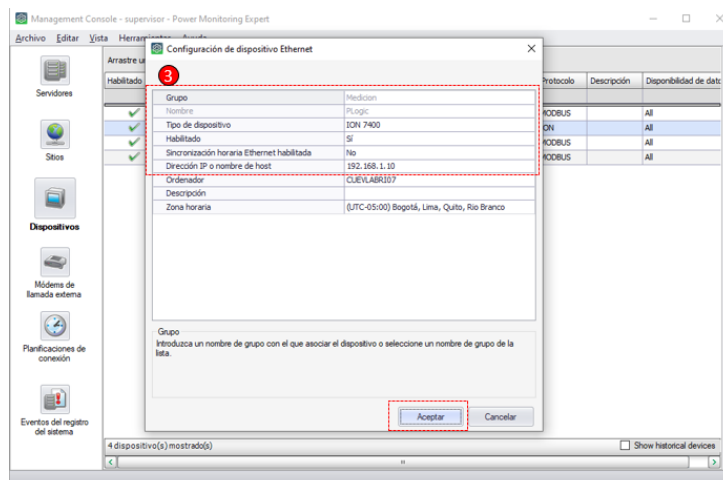 Management Console - supervisor - Power Monitoring Expert
Archivo Editar Vista Herramientas Ayuda
Configuración de dispositivo Ethernet
Arrastre u
3
Habilitado Protocolo Descripción Disponibilidad de datc
Servidores
Grupo Medicion
Nombre PLogic
Tipo de dispositivo ION 7400
Habilitado Sí
Sincronización horaria Ethernet habilitada No
Dirección IP o nombre de host 192.168.1.10
Ordenador CUEVLABRI07
Descripción
Zona horaria (UTC-05:00) Bogotá, Lima, Quito, Rio Branco
MODBUS All
ION All
MODBUS All
MODBUS All
Sitios
Dispositivos
Módems de
llamada externa
Planificaciones de
conexión
Eventos del registro
del sistema
Grupo
Introduzca un nombre de grupo con el que asociar el dispositivo o seleccione un nombre de grupo de la
lista.
Aceptar Cancelar
4 dispositivo(s) mostrado(s) Show historical devices